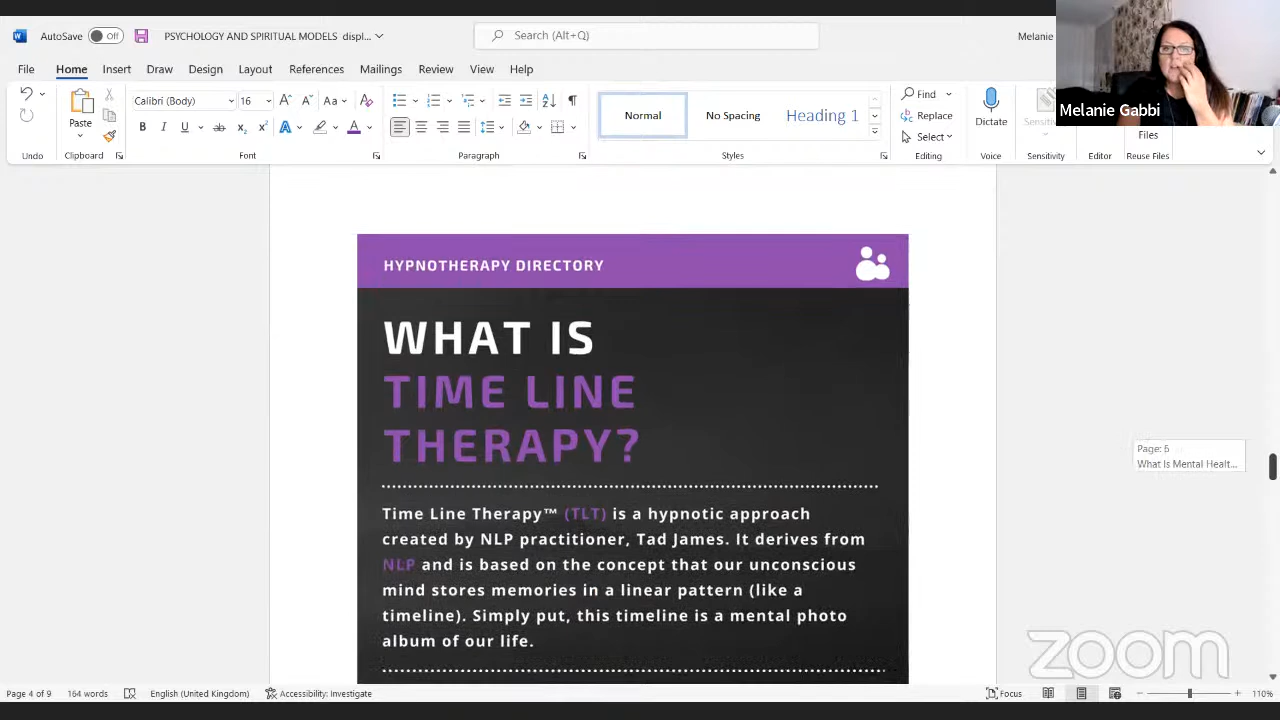 AutoSave Off PSYCHOLOGY AND SPIRITUAL MODELS displ... Search (Alt+Q) Melanie
Melanie Gabbi
File Home Insert Draw Design Layout References Mailings Review View Help
Calibri (Body) 16 Aa Normal No Spacing Heading 1 Find
Replace
Select
Paste Dictate Sensitivity Files
Undo Clipboard Font Paragraph Styles Editing Voice Sensitivity Editor Reuse Files
HYPNOTHERAPY DIRECTORY
WHAT IS
TIME LINE
THERAPY?
Time Line Therapy™ (TLT) is a hypnotic approach
created by NLP practitioner, Tad James. It derives from
NLP and is based on the concept that our unconscious
mind stores memories in a linear pattern (like a
timeline). Simply put, this timeline is a mental photo
album of our life.
Page: 6
What Is Mental Healt...
zoom
Page 4 of 9 164 words English (United Kingdom) Accessibility: Investigate Focus 110%